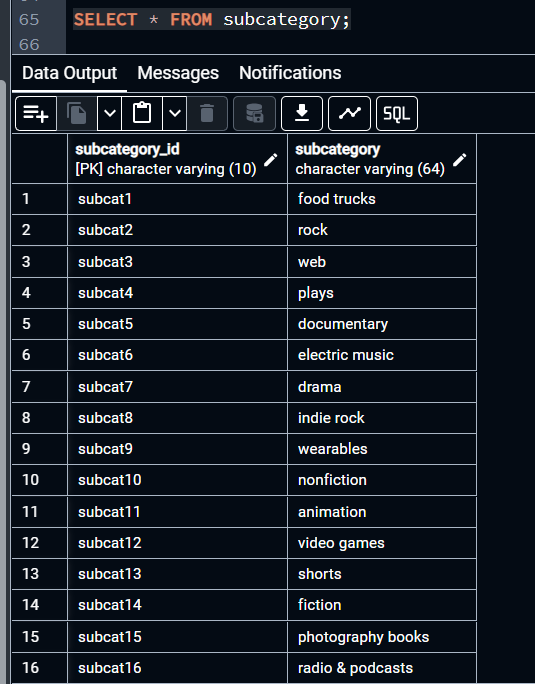 65 SELECT * FROM subcategory;
66
Data Output Messages Notifications
SQL
subcategory_id subcategory
[PK] character varying (10) character varying (64)
1 subcat1 food trucks
2 subcat2 rock
3 subcat3 web
4 subcat4 plays
5 subcat5 documentary
6 subcat6 electric music
7 subcat7 drama
8 subcat8 indie rock
9 subcat9 wearables
10 subcat10 nonfiction
11 subcat11 animation
12 subcat12 video games
13 subcat13 shorts
14 subcat14 fiction
15 subcat15 photography books
16 subcat16 radio & podcasts